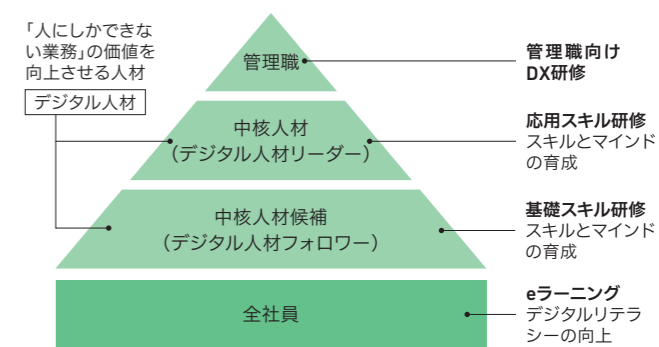 「人にしかできな
い業務」の価値を
向上させる人材
デジタル人材
管理職
管理職向け
DX研修
中核人材
（デジタル人材リーダー）
応用スキル研修
スキルとマインド
の育成
中核人材候補
（デジタル人材フォロワー）
基礎スキル研修
スキルとマインド
の育成
全社員
eラーニング
デジタルリテラ
シーの向上